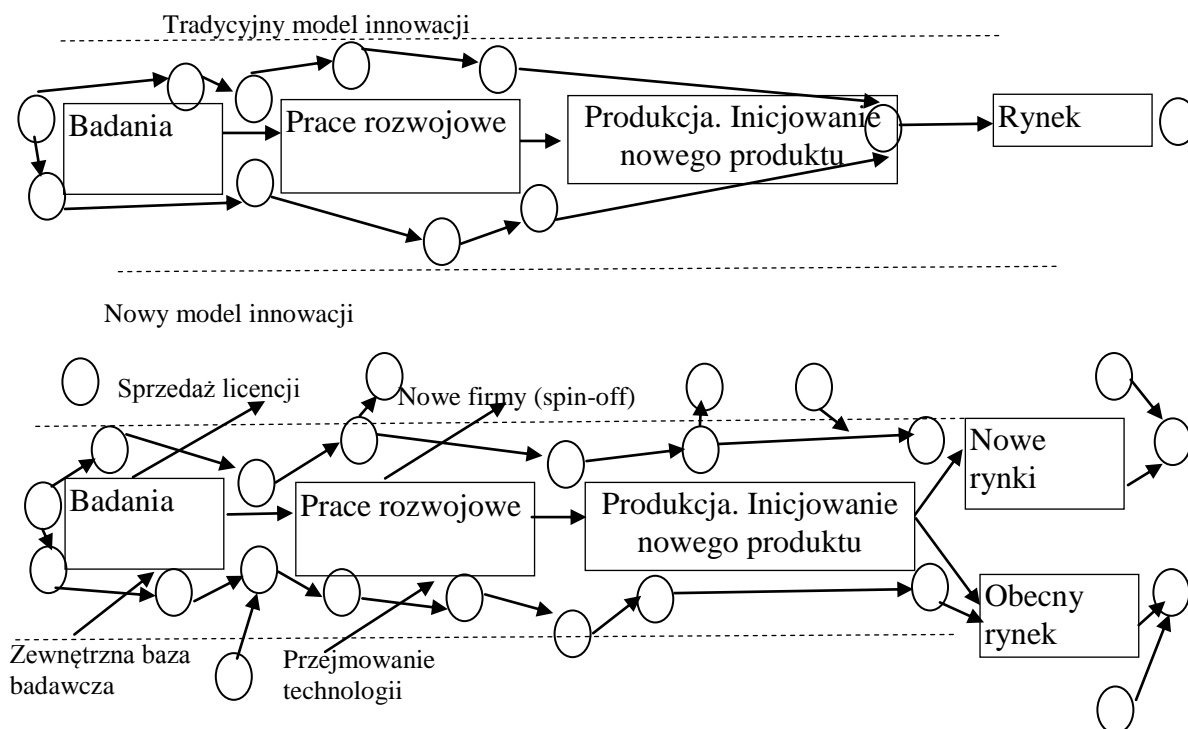 Tradycyjny model innowacji
Badania
Prace rozwojowe
Produkcja. Inicjowanie
nowego produktu
Rynek
Nowy model innowacji
Sprzedaż licencji
Nowe firmy (spin-off)
Badania
Prace rozwojowe
Produkcja. Inicjowanie
nowego produktu
Nowe
rynki
Obecny
rynek
Zewnętrzna baza
badawcza
Przejmowanie
technologii